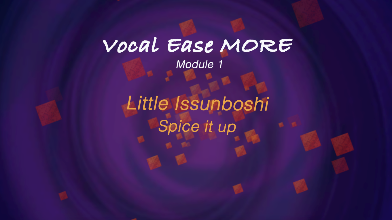 Vocal Ease MORE
Module 1
Little Issunboshi
Spice it up